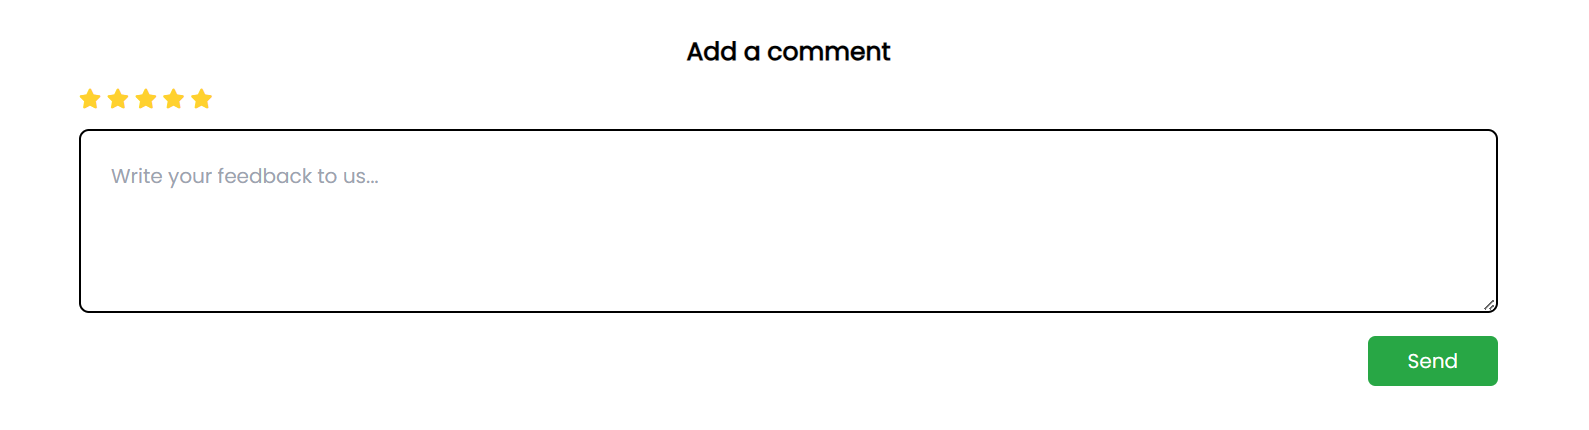 Add a comment
Write your feedback to us...
Send